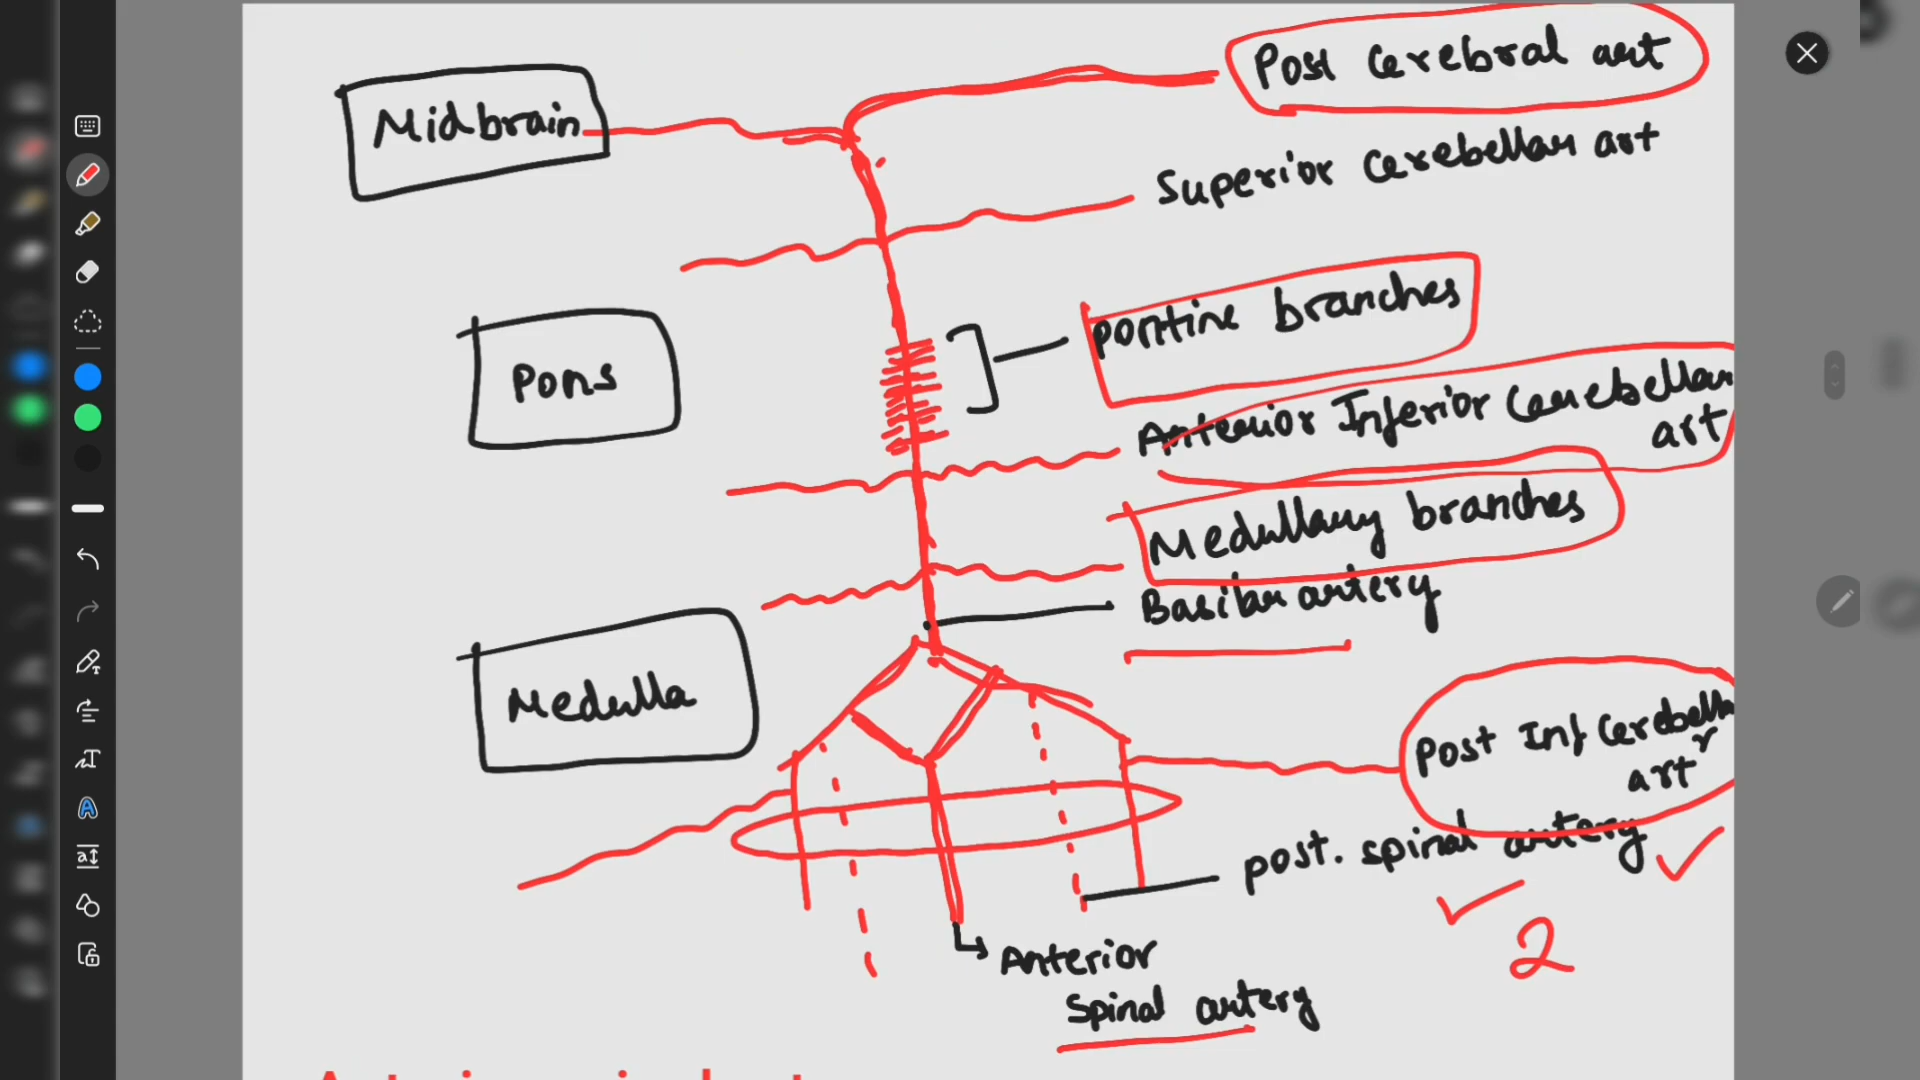 Post cerebral art
Midbrain
Superior cerebellar art
Pontine branches
Pons
Anterior Inferior cerebellar
art
Medullary branches
Basilar artery
Medulla
Post Inf cerebellar
art
post. spinal artery
2
Anterior
spinal artery